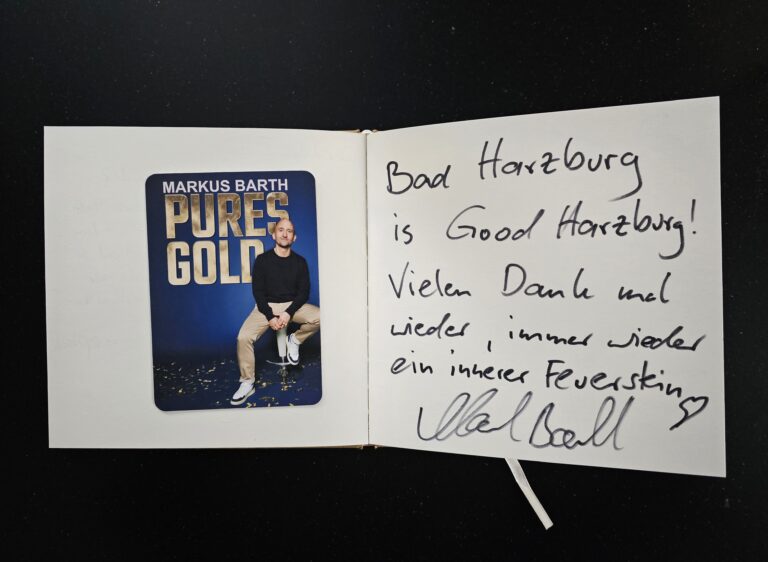 MARKUS BARTH
PURES
GOLD
Bad Harzburg
is Good Harzburg!
Vielen Dank mal
wieder, immer wieder
ein innerer Feuerstein